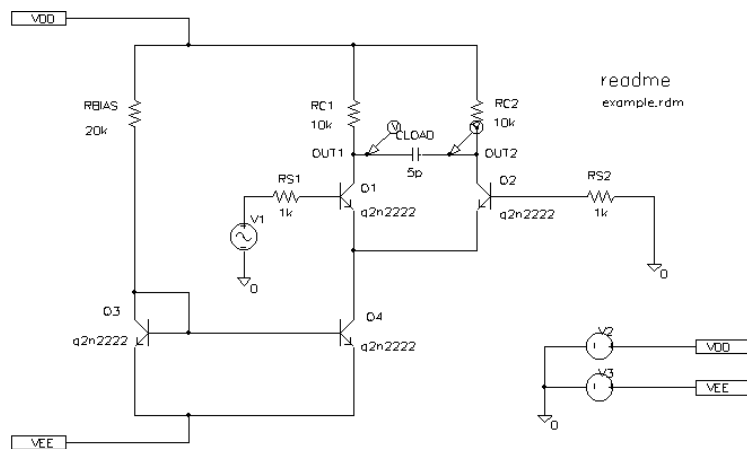 VDD
readme
example.rdm
RBIAS
20k
RC1
10k
RC2
10k
V
V
CLOAD
5p
OUT1
OUT2
RS1
1k
Q1
q2n2222
Q2
q2n2222
RS2
1k
V1
0
0
Q3
q2n2222
Q4
q2n2222
V2
VDD
V3
VEE
0
VEE